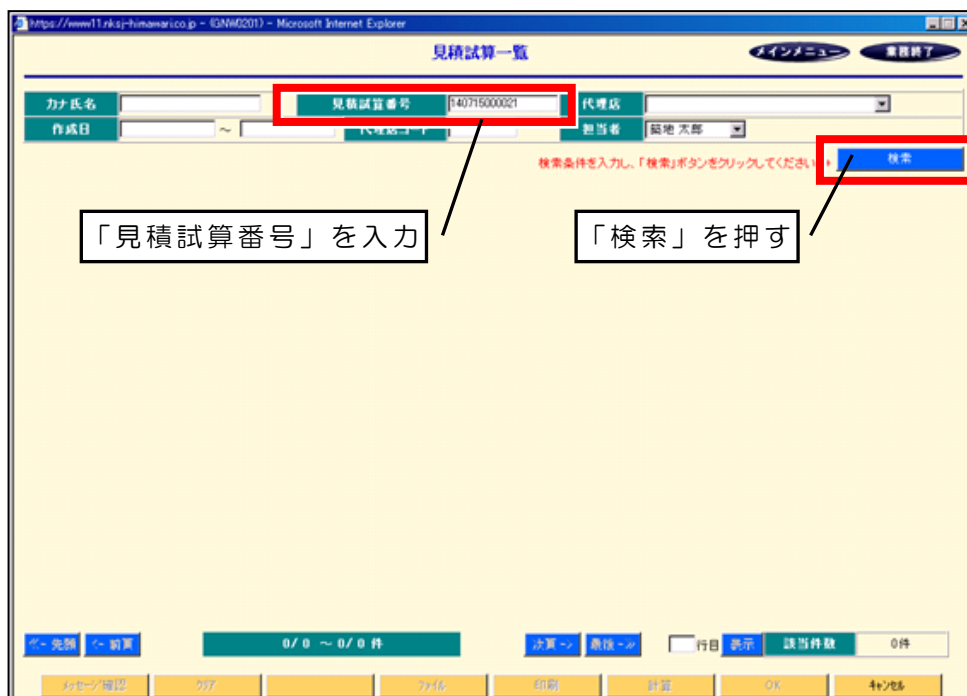 https://www11.nksj-himawari.co.jp - (GNW0201) - Microsoft Internet Explorer
見積試算一覧 メインメニュー 業務終了
カナ氏名 見積試算番号 140715000021 代理店
作成日 ~ 代理店コード 担当者 築地 太郎
検索条件を入力し、「検索」ボタンをクリックしてください 検索
「見積試算番号」を入力 「検索」を押す
<<- 先頭 <- 前頁 0/ 0 ~ 0/ 0 件 次頁 -> 最後 ->> 行目 表示 該当件数 0件
メッセージ確認 クリア ファイル 印刷 計算 OK キャンセル